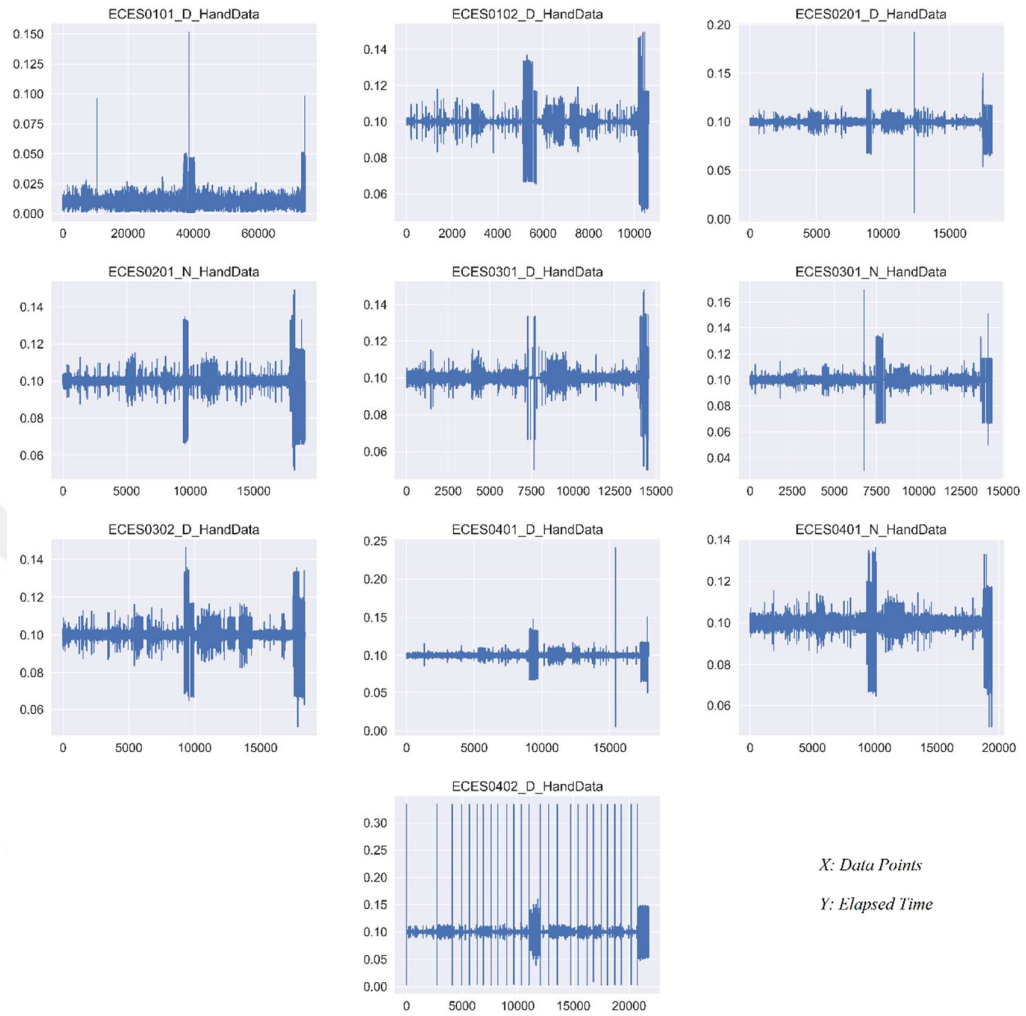 ECES0101_D_HandData
ECES0102_D_HandData
ECES0201_D_HandData
0.150
0.125
0.100
0.075
0.050
0.025
0.000
0 20000 40000 60000
0.14
0.12
0.10
0.08
0.06
0 2000 4000 6000 8000 10000
0.20
0.15
0.10
0.05
0.00
0 5000 10000 15000
ECES0201_N_HandData
ECES0301_D_HandData
ECES0301_N_HandData
0.14
0.12
0.10
0.08
0.06
0 5000 10000 15000
0.14
0.12
0.10
0.08
0.06
0 2500 5000 7500 10000 12500 15000
0.16
0.14
0.12
0.10
0.08
0.06
0.04
0 2500 5000 7500 10000 12500 15000
ECES0302_D_HandData
ECES0401_D_HandData
ECES0401_N_HandData
0.14
0.12
0.10
0.08
0.06
0 5000 10000 15000
0.25
0.20
0.15
0.10
0.05
0.00
0 5000 10000 15000
0.14
0.12
0.10
0.08
0.06
0 5000 10000 15000 20000
ECES0402_D_HandData
0.30
0.25
0.20
0.15
0.10
0.05
0.00
0 5000 10000 15000 20000
X: Data Points
Y: Elapsed Time